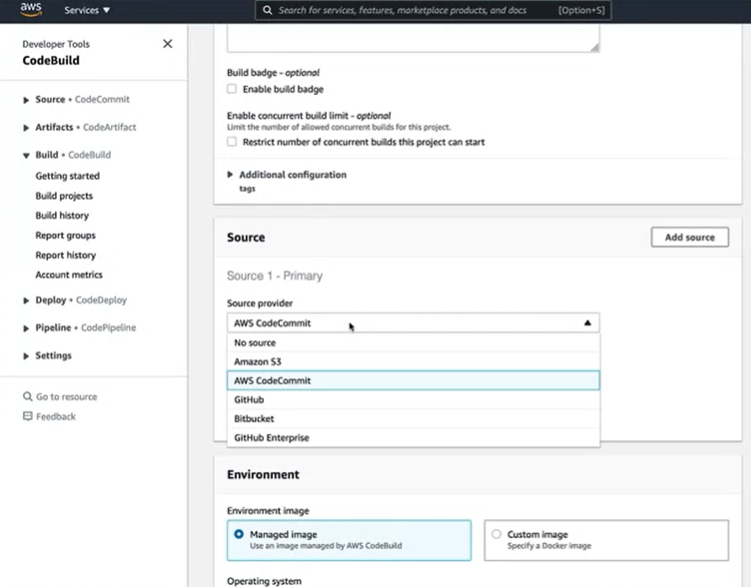 aws
Services ▼
Search for services, features, marketplace products, and docs
[Option+S]
Developer Tools
CodeBuild
Source • CodeCommit
Artifacts • CodeArtifact
Build • CodeBuild
Getting started
Build projects
Build history
Report groups
Report history
Account metrics
Deploy • CodeDeploy
Pipeline • CodePipeline
Settings
Go to resource
Feedback
Build badge - optional
Enable build badge
Enable concurrent build limit - optional
Limit the number of allowed concurrent builds for this project.
Restrict number of concurrent builds this project can start
Additional configuration
tags
Source
Add source
Source 1 - Primary
Source provider
AWS CodeCommit
No source
Amazon S3
AWS CodeCommit
GitHub
Bitbucket
GitHub Enterprise
Environment
Environment image
Managed image
Use an image managed by AWS CodeBuild
Custom image
Specify a Docker image
Operating system